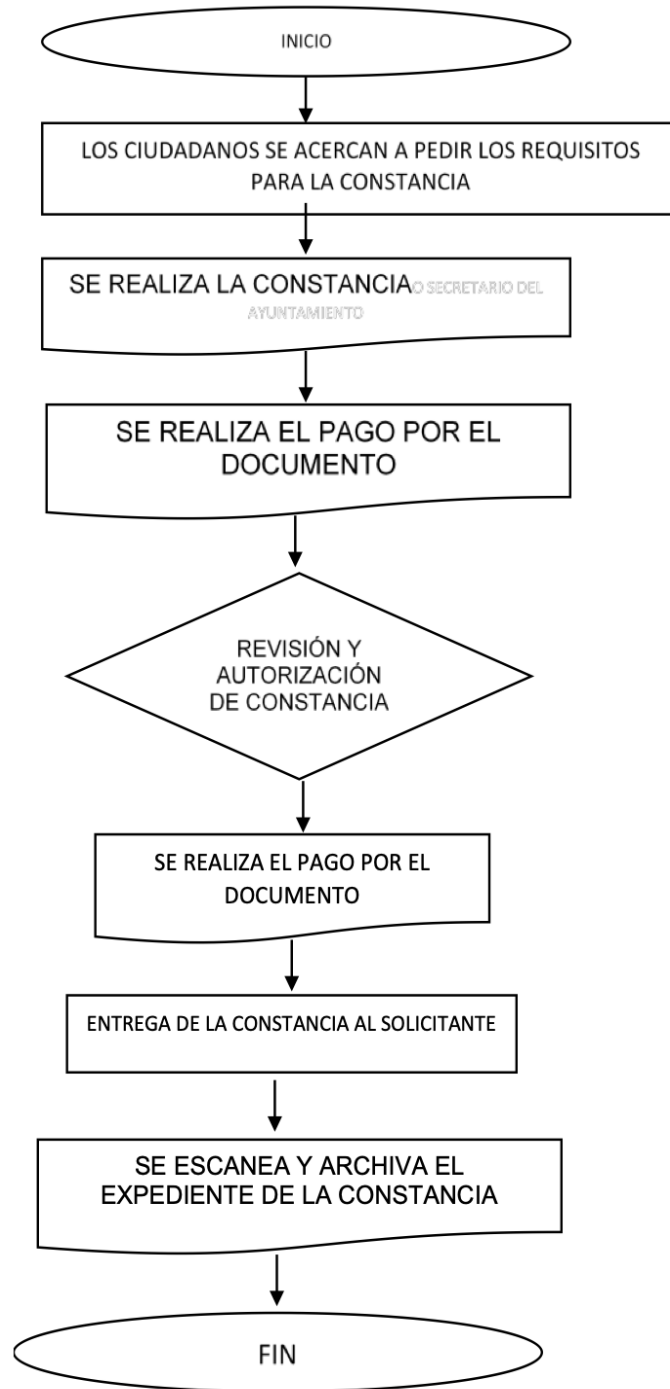 INICIO
LOS CIUDADANOS SE ACERCAN A PEDIR LOS REQUISITOS
PARA LA CONSTANCIA
SE REALIZA LA CONSTANCIAO SECRETARIO DEL
AYUNTAMIENTO
SE REALIZA EL PAGO POR EL
DOCUMENTO
REVISIÓN Y
AUTORIZACIÓN
DE CONSTANCIA
SE REALIZA EL PAGO POR EL
DOCUMENTO
ENTREGA DE LA CONSTANCIA AL SOLICITANTE
SE ESCANEA Y ARCHIVA EL
EXPEDIENTE DE LA CONSTANCIA
FIN